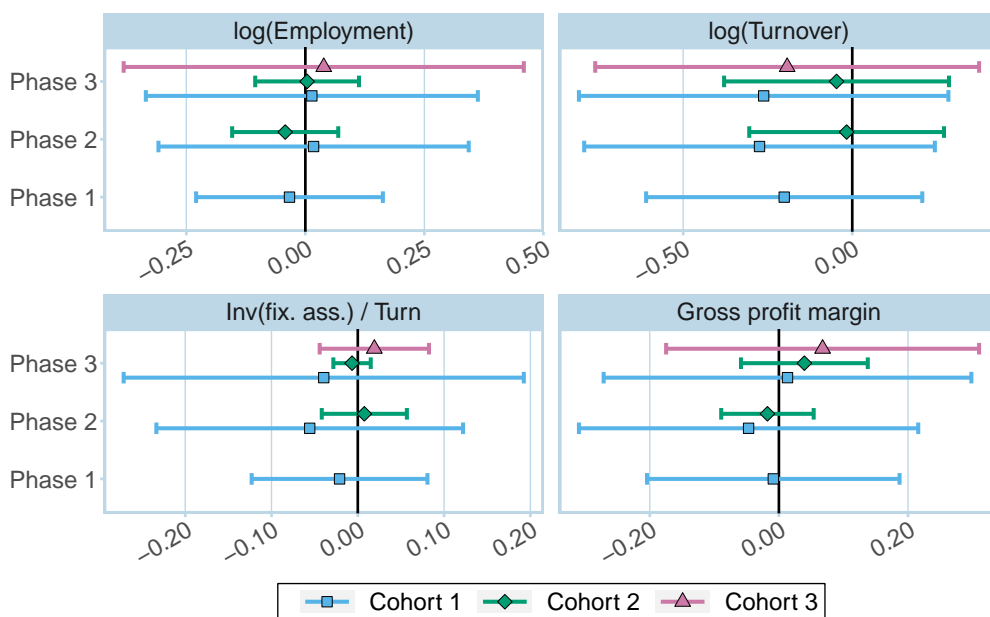 log(Employment)
log(Turnover)
Phase 3
Phase 2
Phase 1
−0.25
0.00
0.25
0.50
−0.50
0.00
Inv(fix. ass.) / Turn
Gross profit margin
Phase 3
Phase 2
Phase 1
−0.20
−0.10
0.00
0.10
0.20
−0.20
0.00
0.20
Cohort 1 Cohort 2 Cohort 3